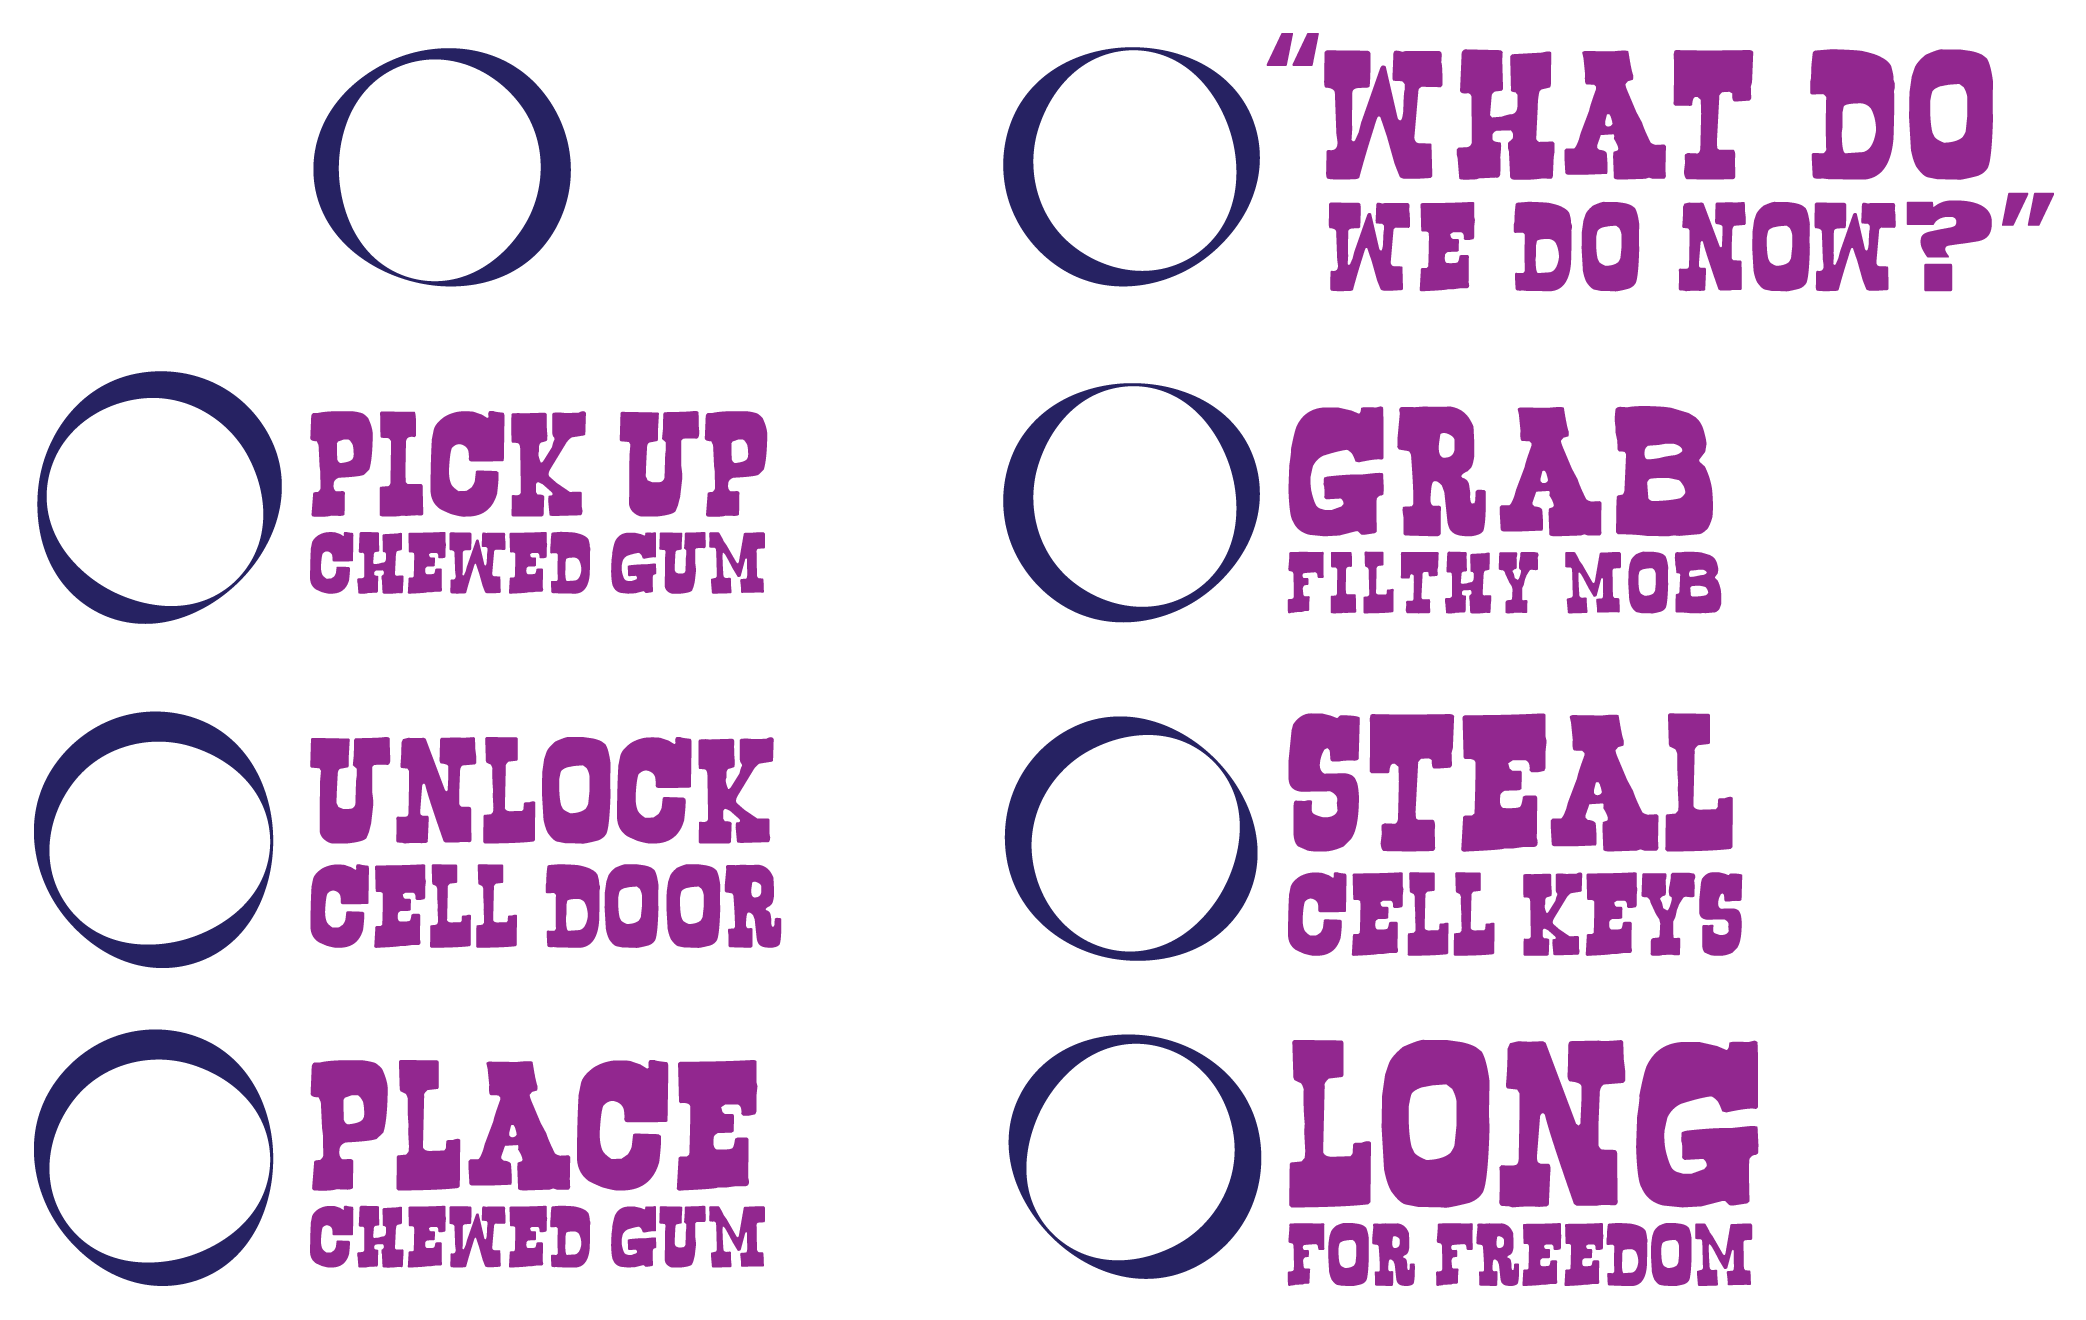 “WHAT DO
WE DO NOW?”
PICK UP
CHEWED GUM
GRAB
FILTHY MOB
UNLOCK
CELL DOOR
STEAL
CELL KEYS
PLACE
CHEWED GUM
LONG
FOR FREEDOM